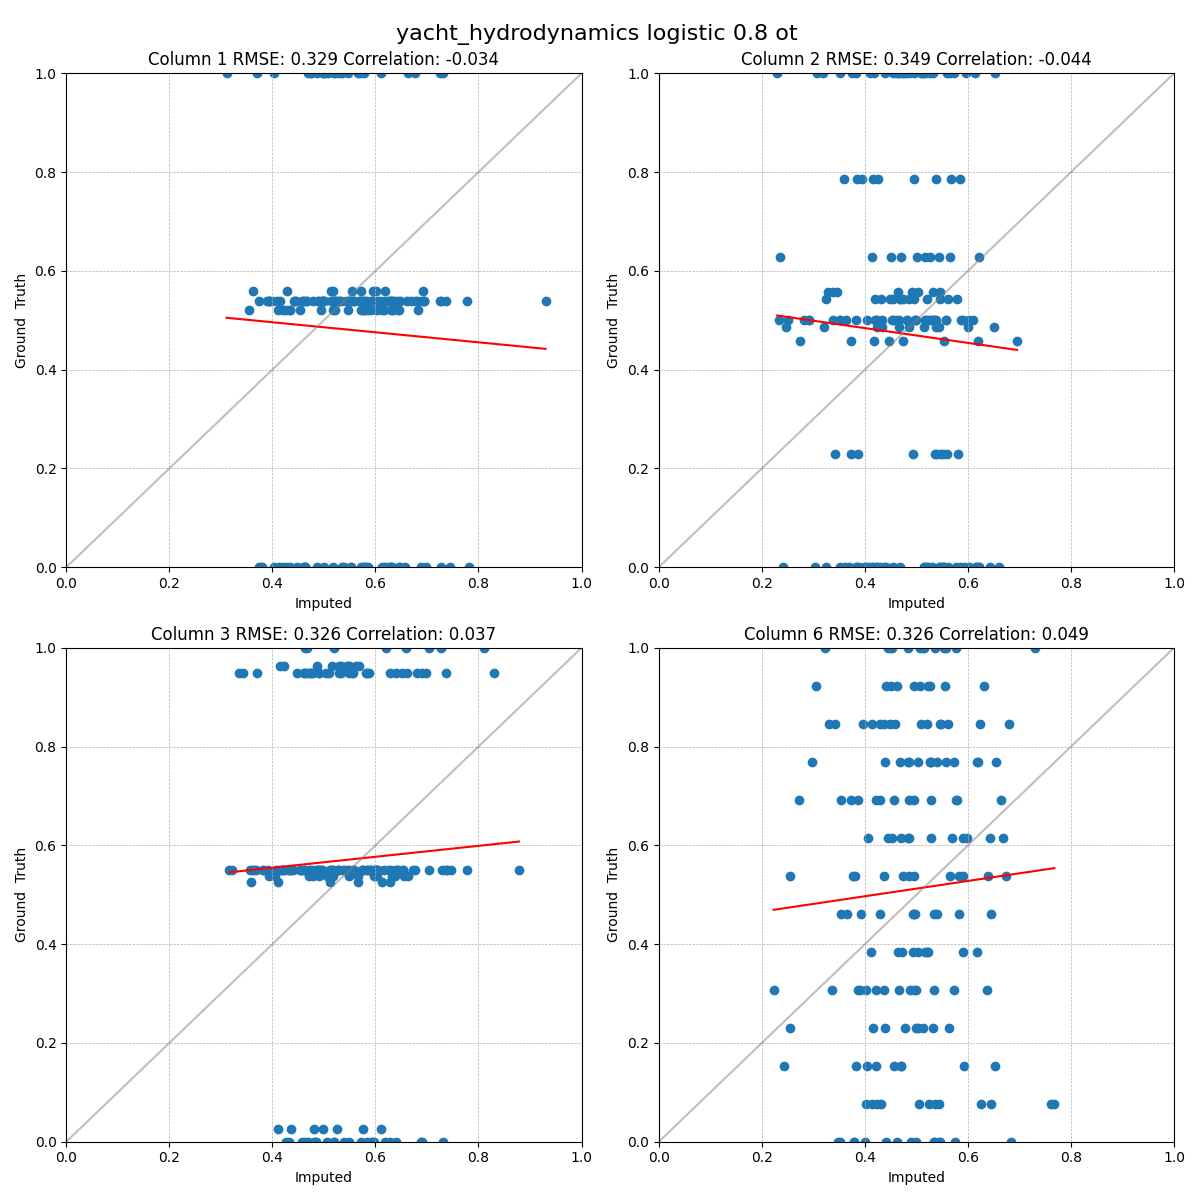 yacht_hydrodynamics logistic 0.8 ot
Column 1 RMSE: 0.329 Correlation: -0.034
1.0
0.8
0.6
0.4
0.2
0.0
Ground Truth
0.0 0.2 0.4 0.6 0.8 1.0
Imputed
Column 2 RMSE: 0.349 Correlation: -0.044
1.0
0.8
0.6
0.4
0.2
0.0
Ground Truth
0.0 0.2 0.4 0.6 0.8 1.0
Imputed
Column 3 RMSE: 0.326 Correlation: 0.037
1.0
0.8
0.6
0.4
0.2
0.0
Ground Truth
0.0 0.2 0.4 0.6 0.8 1.0
Imputed
Column 6 RMSE: 0.326 Correlation: 0.049
1.0
0.8
0.6
0.4
0.2
0.0
Ground Truth
0.0 0.2 0.4 0.6 0.8 1.0
Imputed